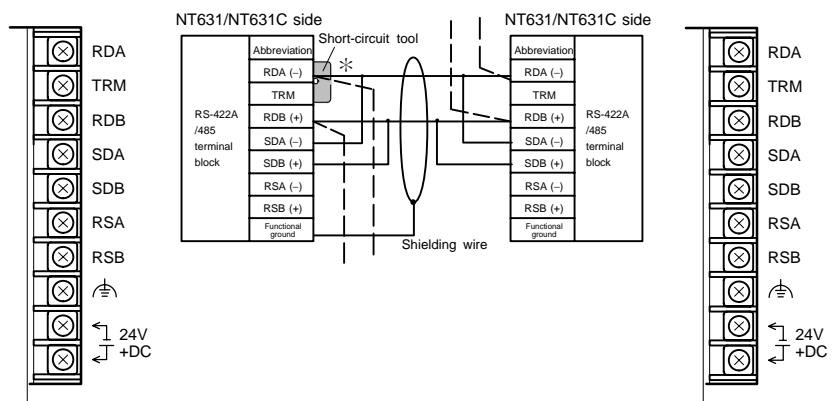 NT631/NT631C side
NT631/NT631C side
RDA
TRM
RDB
SDA
SDB
RSA
RSB
24V
+DC
Abbreviation
RDA (–)
TRM
RDB (+)
SDA (–)
SDB (+)
RSA (–)
RSB (+)
Functional
ground
RS-422A
/485
terminal
block
Short-circuit tool
*
Shielding wire
Abbreviation
RDA (–)
TRM
RDB (+)
SDA (–)
SDB (+)
RSA (–)
RSB (+)
Functional
ground
RS-422A
/485
terminal
block
RDA
TRM
RDB
SDA
SDB
RSA
RSB
24V
+DC